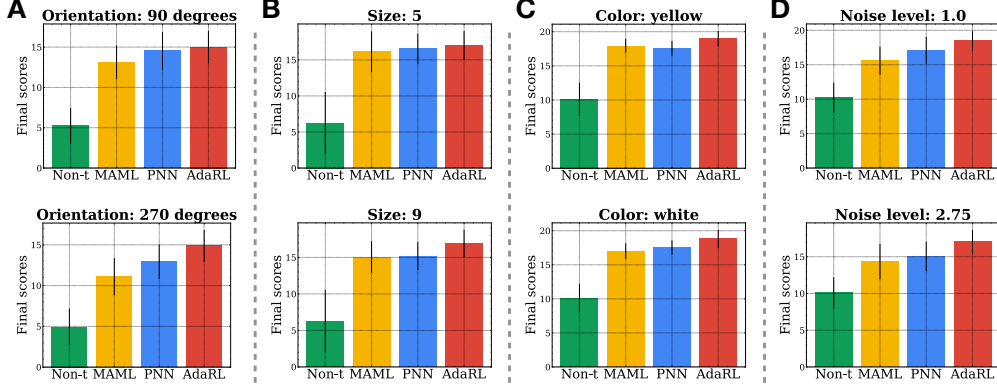 A
Orientation: 90 degrees
Final scores
15
10
5
0
Non-t MAML PNN AdaRL
B
Size: 5
Final scores
15
10
5
0
Non-t MAML PNN AdaRL
C
Color: yellow
Final scores
20
15
10
5
0
Non-t MAML PNN AdaRL
D
Noise level: 1.0
Final scores
20
15
10
5
0
Non-t MAML PNN AdaRL
Orientation: 270 degrees
Final scores
15
10
5
0
Non-t MAML PNN AdaRL
Size: 9
Final scores
15
10
5
0
Non-t MAML PNN AdaRL
Color: white
Final scores
20
15
10
5
0
Non-t MAML PNN AdaRL
Noise level: 2.75
Final scores
15
10
5
0
Non-t MAML PNN AdaRL